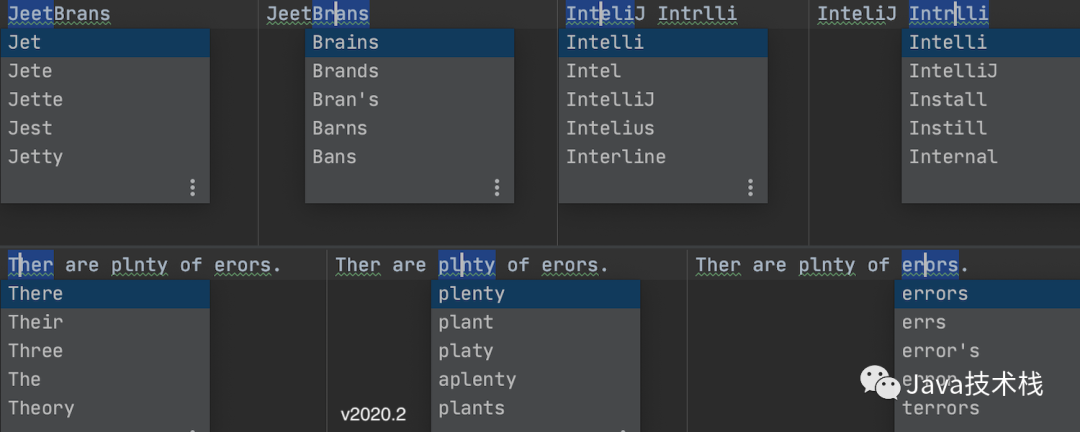 JeetBrans
Jet
Jete
Jette
Jest
Jetty
JeetBrans
Brains
Brands
Bran's
Barns
Bans
InteliJ Intrlli
Intelli
Intel
IntelliJ
Intelius
Interline
InteliJ Intrlli
Intelli
IntelliJ
Install
Instill
Internal
Ther are plnty of erors.
There
Their
Three
The
Theory
Ther are plnty of erors.
plenty
plant
platy
aplenty
plants
v2020.2
Ther are plnty of erors.
errors
errs
error's
error
terrors
Java技术栈